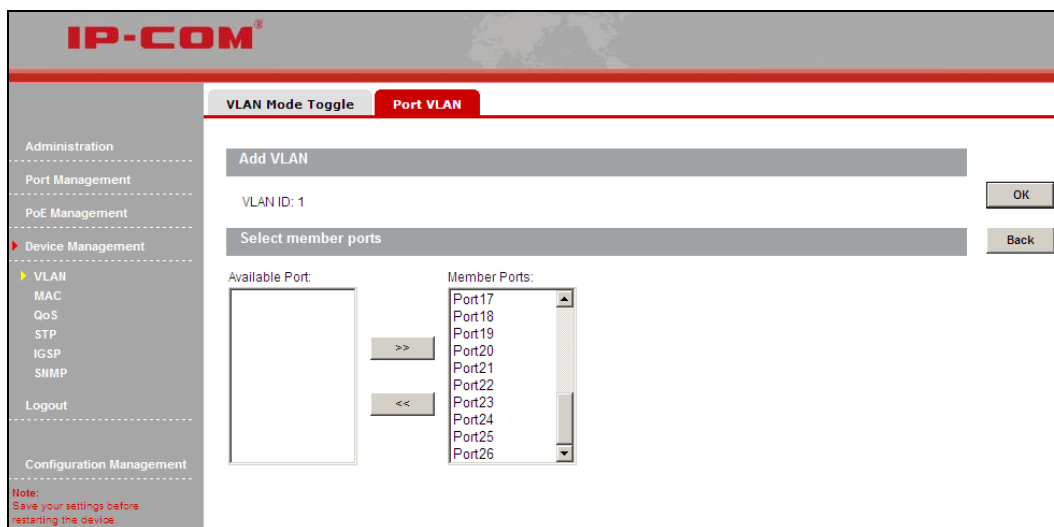 IP-COM®
VLAN Mode Toggle
Port VLAN
Administration
Port Management
PoE Management
Device Management
VLAN
MAC
QoS
STP
IGSP
SNMP
Logout
Configuration Management
Note:
Save your settings before
restarting the device.
Add VLAN
VLAN ID: 1
Select member ports
Available Port:
>>
<<
Member Ports:
Port17
Port18
Port19
Port20
Port21
Port22
Port23
Port24
Port25
Port26
OK
Back